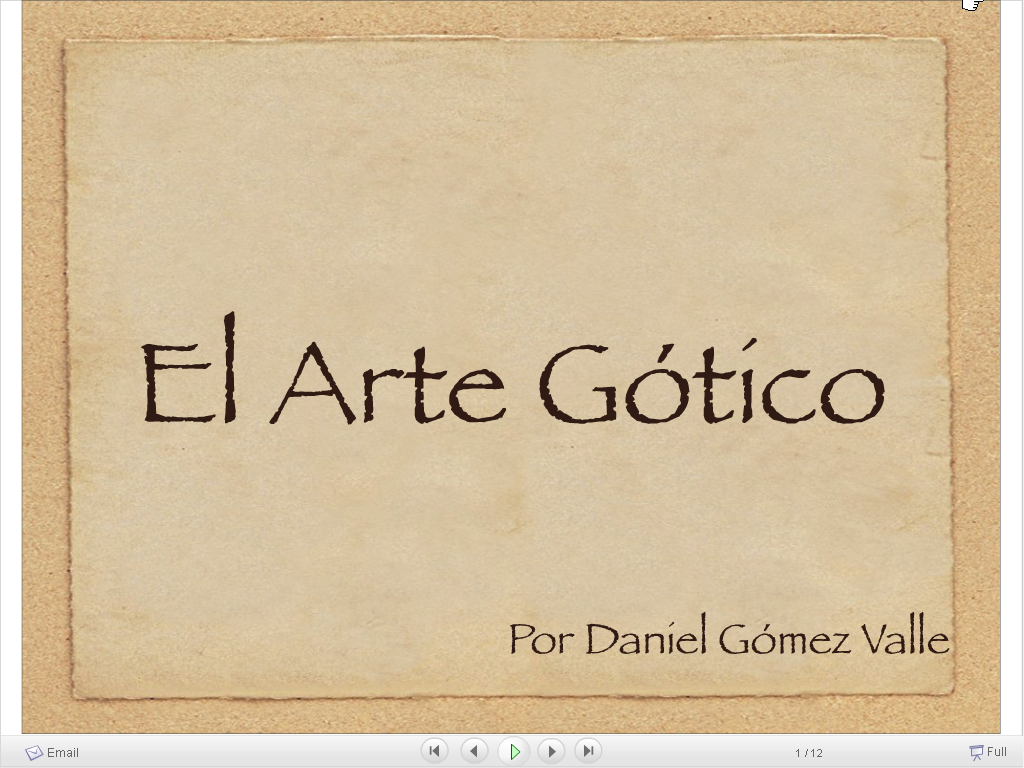 El Arte Gótico
Por Daniel Gómez Valle
Email
1 / 12
Full